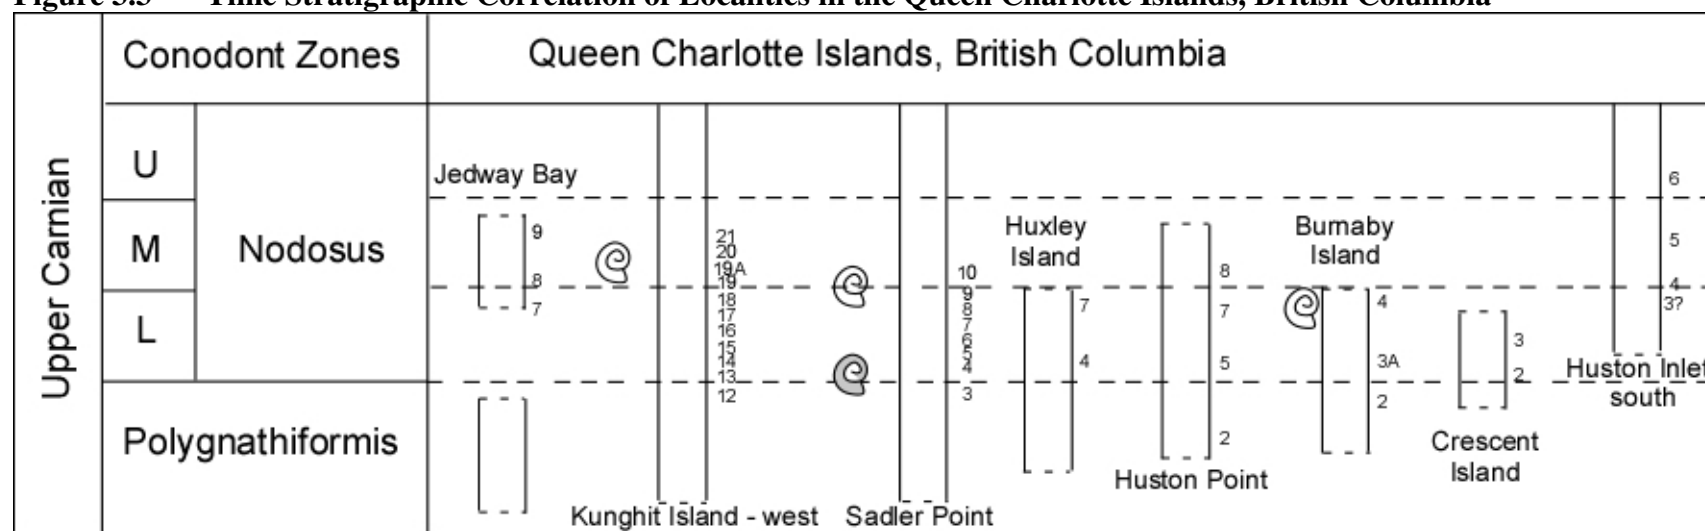 Figure 3.3 Time Stratigraphic Correlation of Localities in the Queen Charlotte Islands, British Columbia
Conodont Zones
Queen Charlotte Islands, British Columbia
Upper Carnian
U
M
L
Nodosus
Polygnathiformis
Jedway Bay
9
8
7
21
20
19A
19
18
17
16
15
14
13
12
Kunghit Island - west
10
9
8
7
6
5
4
3
Sadler Point
Huxley
Island
7
4
8
7
5
2
Huston Point
Burnaby
Island
4
3A
2
3
2
Crescent
Island
6
5
4
3?
Huston Inlet
south